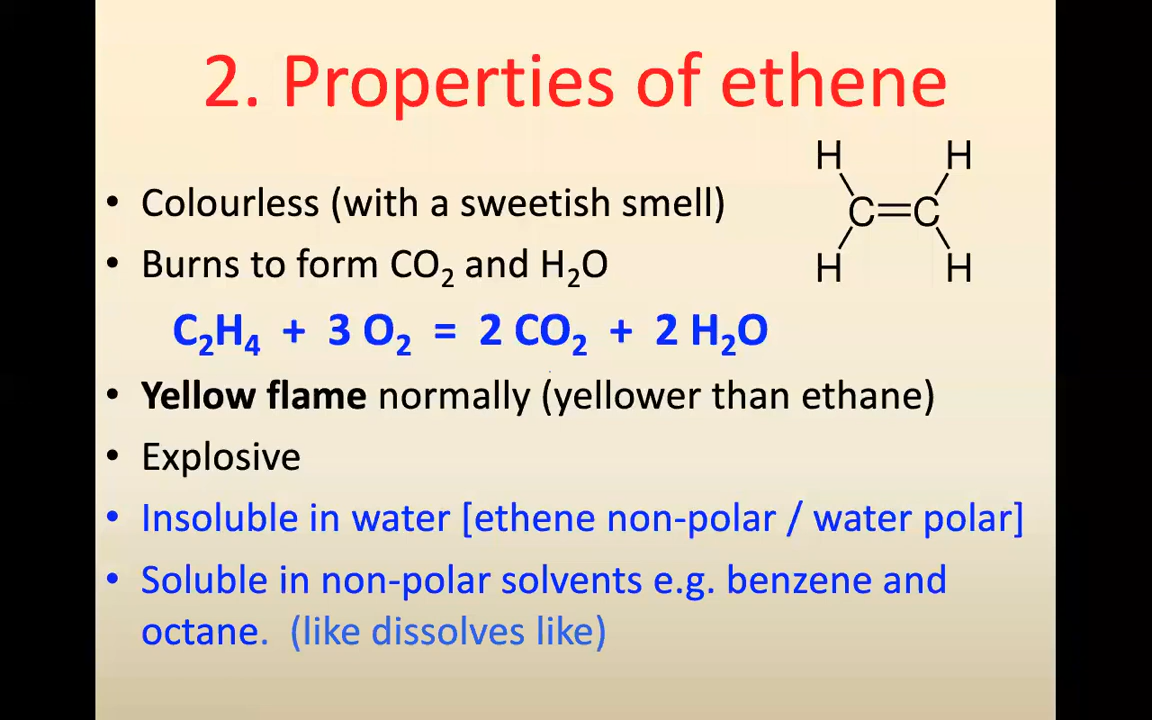 2. Properties of ethene
H H
• Colourless (with a sweetish smell)
C=C
• Burns to form CO₂ and H₂O
H H
C₂H₄ + 3 O₂ = 2 CO₂ + 2 H₂O
• Yellow flame normally (yellower than ethane)
• Explosive
• Insoluble in water [ethene non-polar / water polar]
• Soluble in non-polar solvents e.g. benzene and
octane. (like dissolves like)